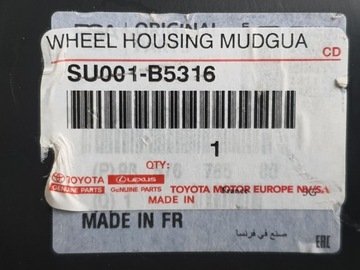 ORIGINAL
WHEEL HOUSING MUDGUA
CD
SU001-B5316
1
QTY:
TOYOTA LEXUS
GENUINE PARTS GENUINE PARTS TOYOTA MOTOR EUROPE NV/SA
MADE IN
MADE IN FR
صنع في فرنسا
EAC